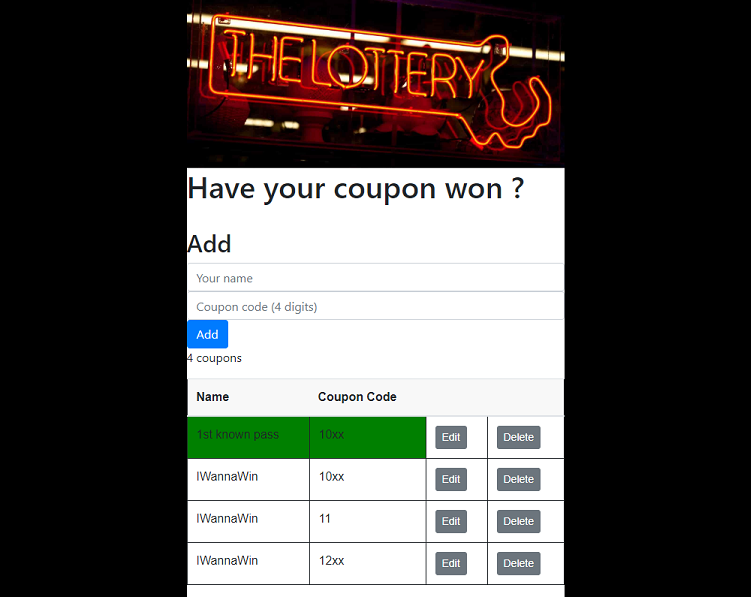 THE LOTTERY
Have your coupon won ?
Add
Your name
Coupon code (4 digits)
Add
4 coupons
Name Coupon Code
1st known pass 10xx Edit Delete
IWannaWin 10xx Edit Delete
IWannaWin 11 Edit Delete
IWannaWin 12xx Edit Delete